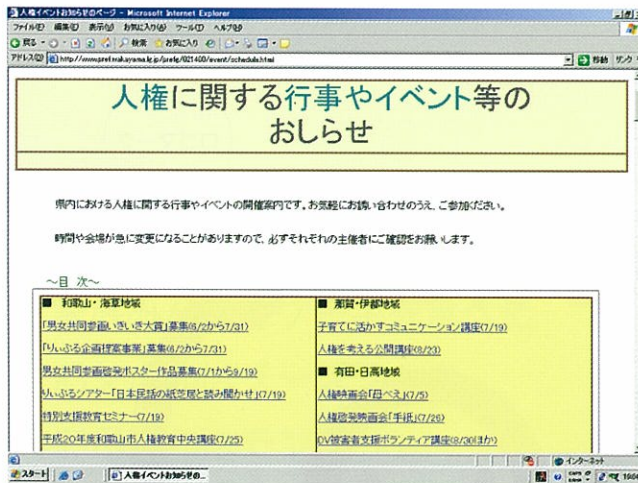 人権イベントお知らせのページ - Microsoft Internet Explorer
ファイル(F) 編集(E) 表示(V) お気に入り(A) ツール(T) ヘルプ(H)
戻る 検索 お気に入り
アドレス(D) http://www.pref.wakayama.lg.jp/prefg/021400/event/schedule.html 移動 リンク
人権に関する行事やイベント等の
おしらせ
県内における人権に関する行事やイベントの開催案内です。お気軽にお誘い合わせのうえ、ご参加ください。
時間や会場が急に変更になることがありますので、必ずそれぞれの主催者にご確認をお願いします。
～目 次～
■ 和歌山・海草地域
「男女共同参画いきいき大賞」募集(6/2から7/31)
「りぃぶる企画提案事業」募集(6/2から7/31)
男女共同参画啓発ポスター作品募集(7/1から9/19)
りぃぶるシアター「日本民話の紙芝居と読み聞かせ」(7/19)
特別支援教育セミナー(7/19)
平成20年度和歌山市人権教育中央講座(7/25)
■ 那賀・伊都地域
子育てに活かすコミュニケーション講座(7/19)
人権を考える公開講座(8/23)
■ 有田・日高地域
人権映画会「母べえ」(7/5)
人権啓発映画会「手紙」(7/26)
DV被害者支援ボランティア講座(8/30ほか)
インターネット
スタート 人権イベントお知らせの...